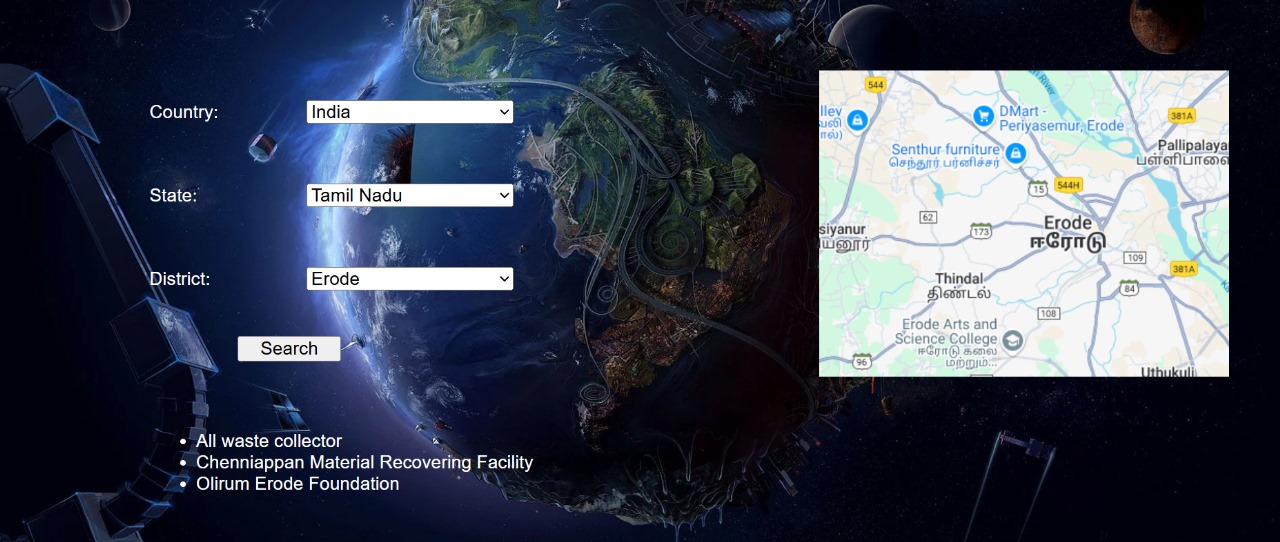 Country:
India
State:
Tamil Nadu
District:
Erode
Search
• All waste collector
• Chenniappan Material Recovering Facility
• Olirum Erode Foundation
544
River
lley
DMart -
Periyasemur, Erode
381A
Senthur furniture
செந்தூர் பர்னிச்சர்
Pallipalaya
பள்ளிபாளை
15
544H
62
173
Erode
ஈரோடு
siyanur
யனூர்
109
381A
Thindal
திண்டல்
84
108
Erode Arts and
Science College
ஈரோடு கலை
மற்றும்...
96
Uthukuli